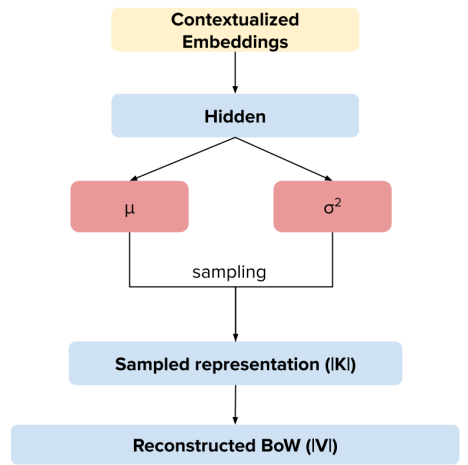 Contextualized
Embeddings
Hidden
μ
σ²
sampling
Sampled representation (|K|)
Reconstructed BoW (|V|)